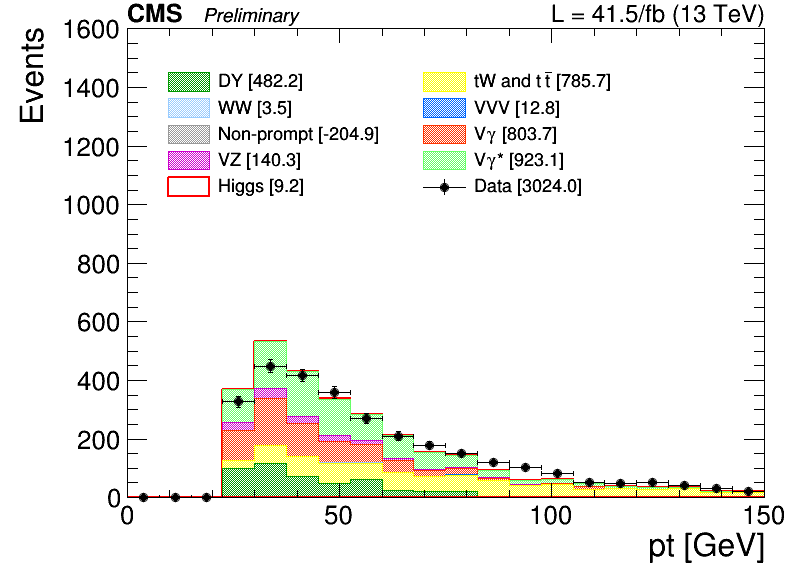 CMS Preliminary L = 41.5/fb (13 TeV)
Events
1600
1400
1200
1000
800
600
400
200
0
DY [482.2]
WW [3.5]
Non-prompt [-204.9]
VZ [140.3]
Higgs [9.2]
tW and t t̄ [785.7]
VVV [12.8]
Vγ [803.7]
Vγ* [923.1]
Data [3024.0]
0 50 100 150
pt [GeV]